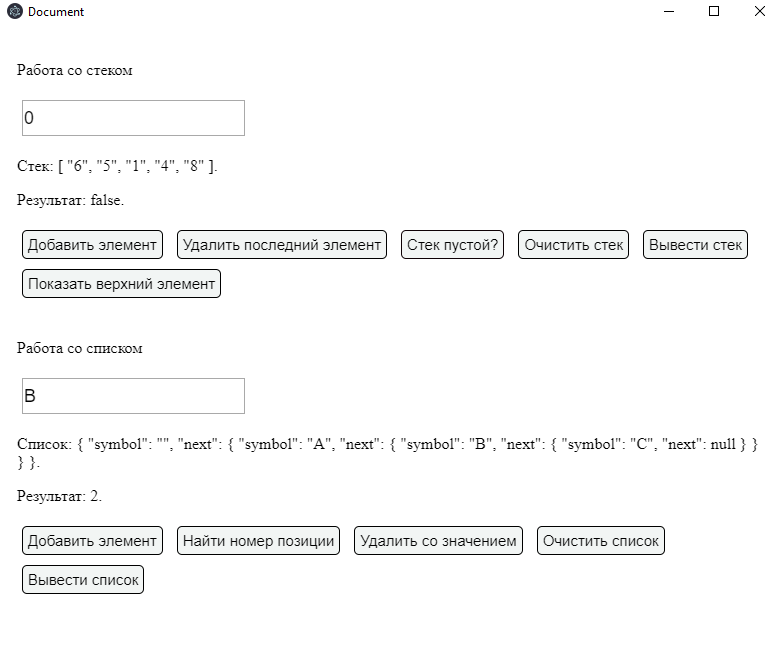 Document
Работа со стеком
0
Стек: [ "6", "5", "1", "4", "8" ].
Результат: false.
Добавить элемент Удалить последний элемент Стек пустой? Очистить стек Вывести стек
Показать верхний элемент
Работа со списком
B
Список: { "symbol": "", "next": { "symbol": "A", "next": { "symbol": "B", "next": { "symbol": "C", "next": null } }
} }.
Результат: 2.
Добавить элемент Найти номер позиции Удалить со значением Очистить список
Вывести список